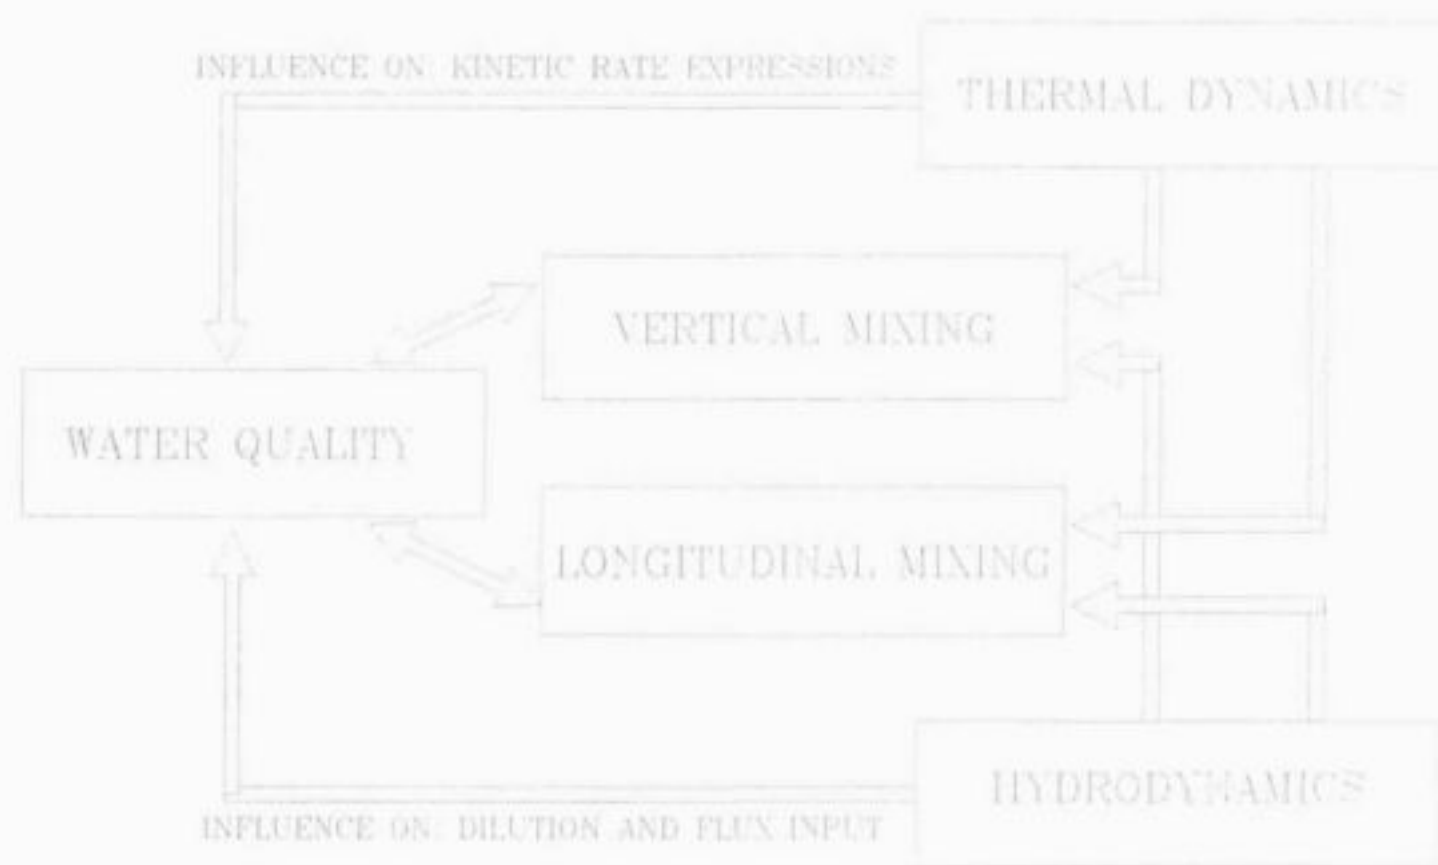 INFLUENCE ON: KINETIC RATE EXPRESSIONS
THERMAL DYNAMICS
VERTICAL MIXING
WATER QUALITY
LONGITUDINAL MIXING
HYDRODYNAMICS
INFLUENCE ON: DILUTION AND FLUX INPUT